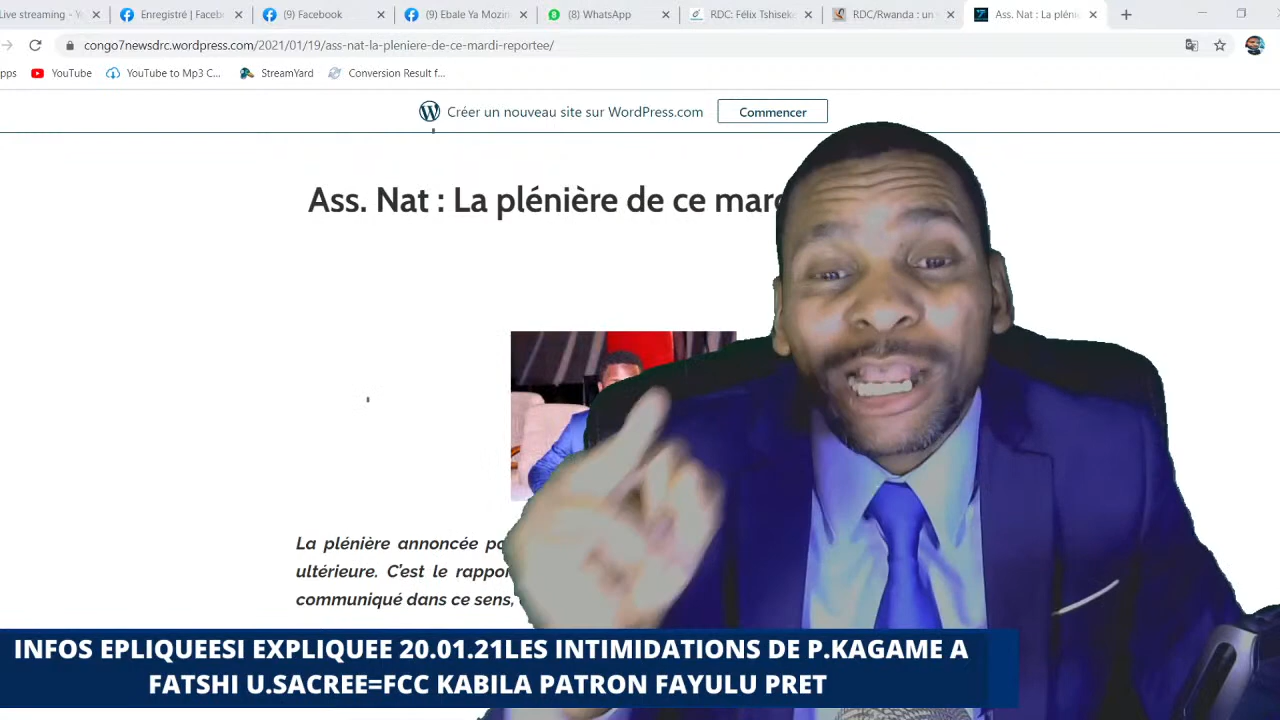 Live streaming - Y
Enregistré | Faceb
(9) Facebook
(9) Ebale Ya Mozin
(8) WhatsApp
RDC: Félix Tshiseke
RDC/Rwanda : un
Ass. Nat : La plénie
congo7newsdrc.wordpress.com/2021/01/19/ass-nat-la-pleniere-de-ce-mardi-reportee/
pps
YouTube
YouTube to Mp3 C...
StreamYard
Conversion Result f...
Créer un nouveau site sur WordPress.com
Commencer
Ass. Nat : La plénière de ce mar
La plénière annoncée
ultérieure. C'est le rappor
communiqué dans ce sens,
INFOS EPLIQUEESI EXPLIQUEE 20.01.21LES INTIMIDATIONS DE P.KAGAME A
FATSHI U.SACREE=FCC KABILA PATRON FAYULU PRET